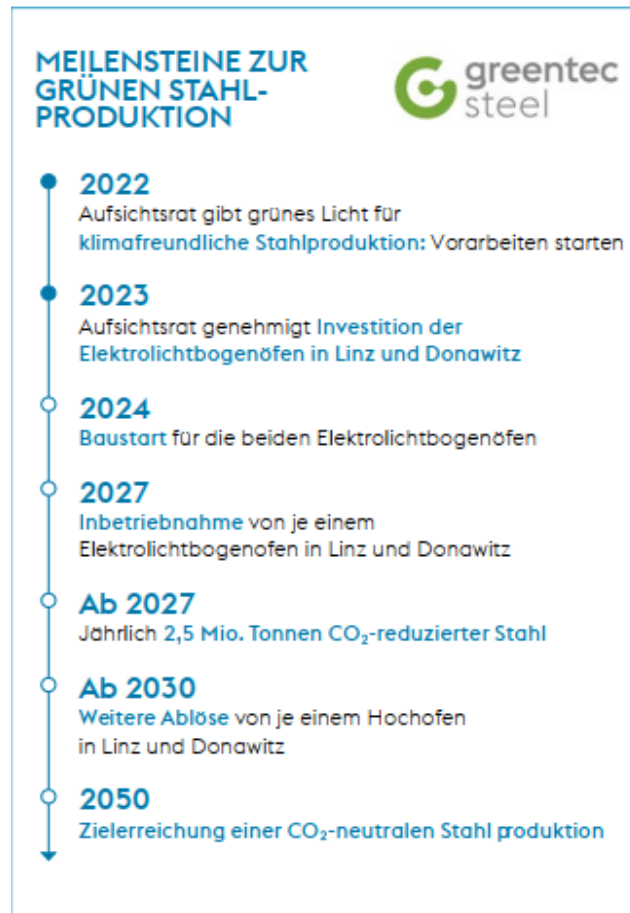 MEILENSTEINE ZUR
GRÜNEN STAHL-
PRODUKTION
greentec
steel
2022
Aufsichtsrat gibt grünes Licht für
klimafreundliche Stahlproduktion: Vorarbeiten starten
2023
Aufsichtsrat genehmigt Investition der
Elektrolichtbogenöfen in Linz und Donawitz
2024
Baustart für die beiden Elektrolichtbogenöfen
2027
Inbetriebnahme von je einem
Elektrolichtbogenofen in Linz und Donawitz
Ab 2027
Jährlich 2,5 Mio. Tonnen CO₂-reduzierter Stahl
Ab 2030
Weitere Ablöse von je einem Hochofen
in Linz und Donawitz
2050
Zielerreichung einer CO₂-neutralen Stahl produktion